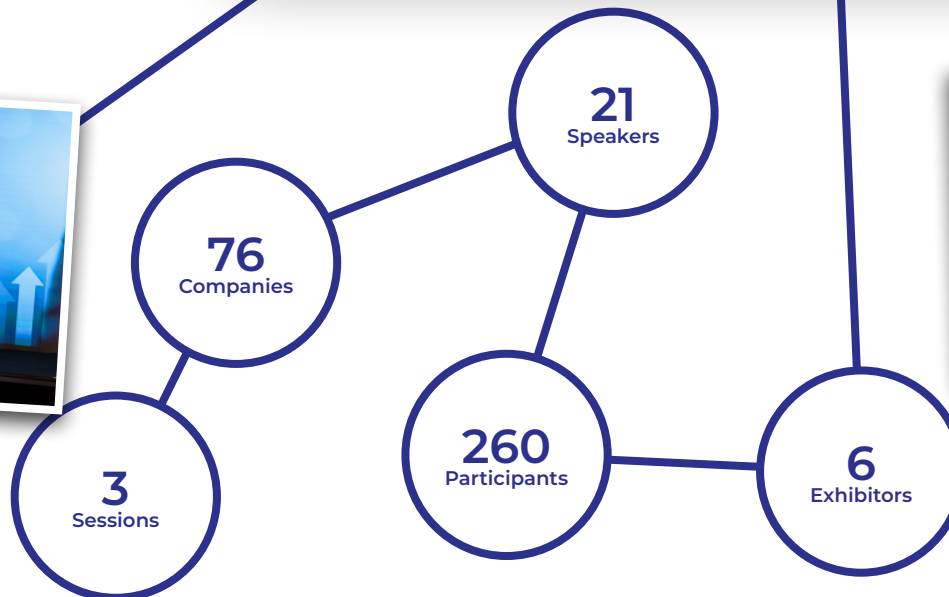 21
Speakers
76
Companies
260
Participants
6
Exhibitors
3
Sessions